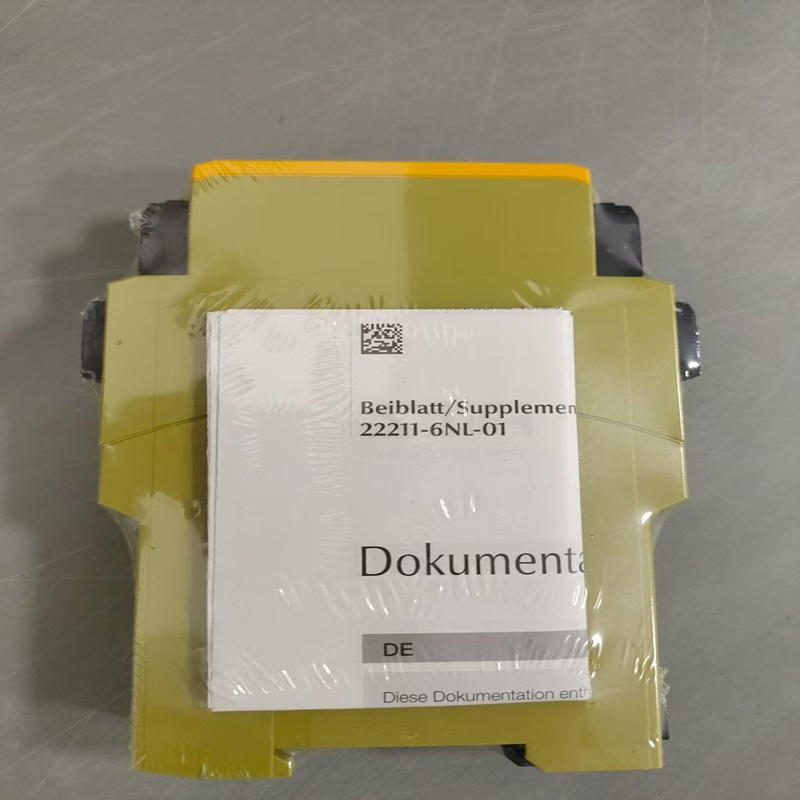 Beiblatt/Supplemen
22211-6NL-01
Dokumenta
DE
Diese Dokumentation enth